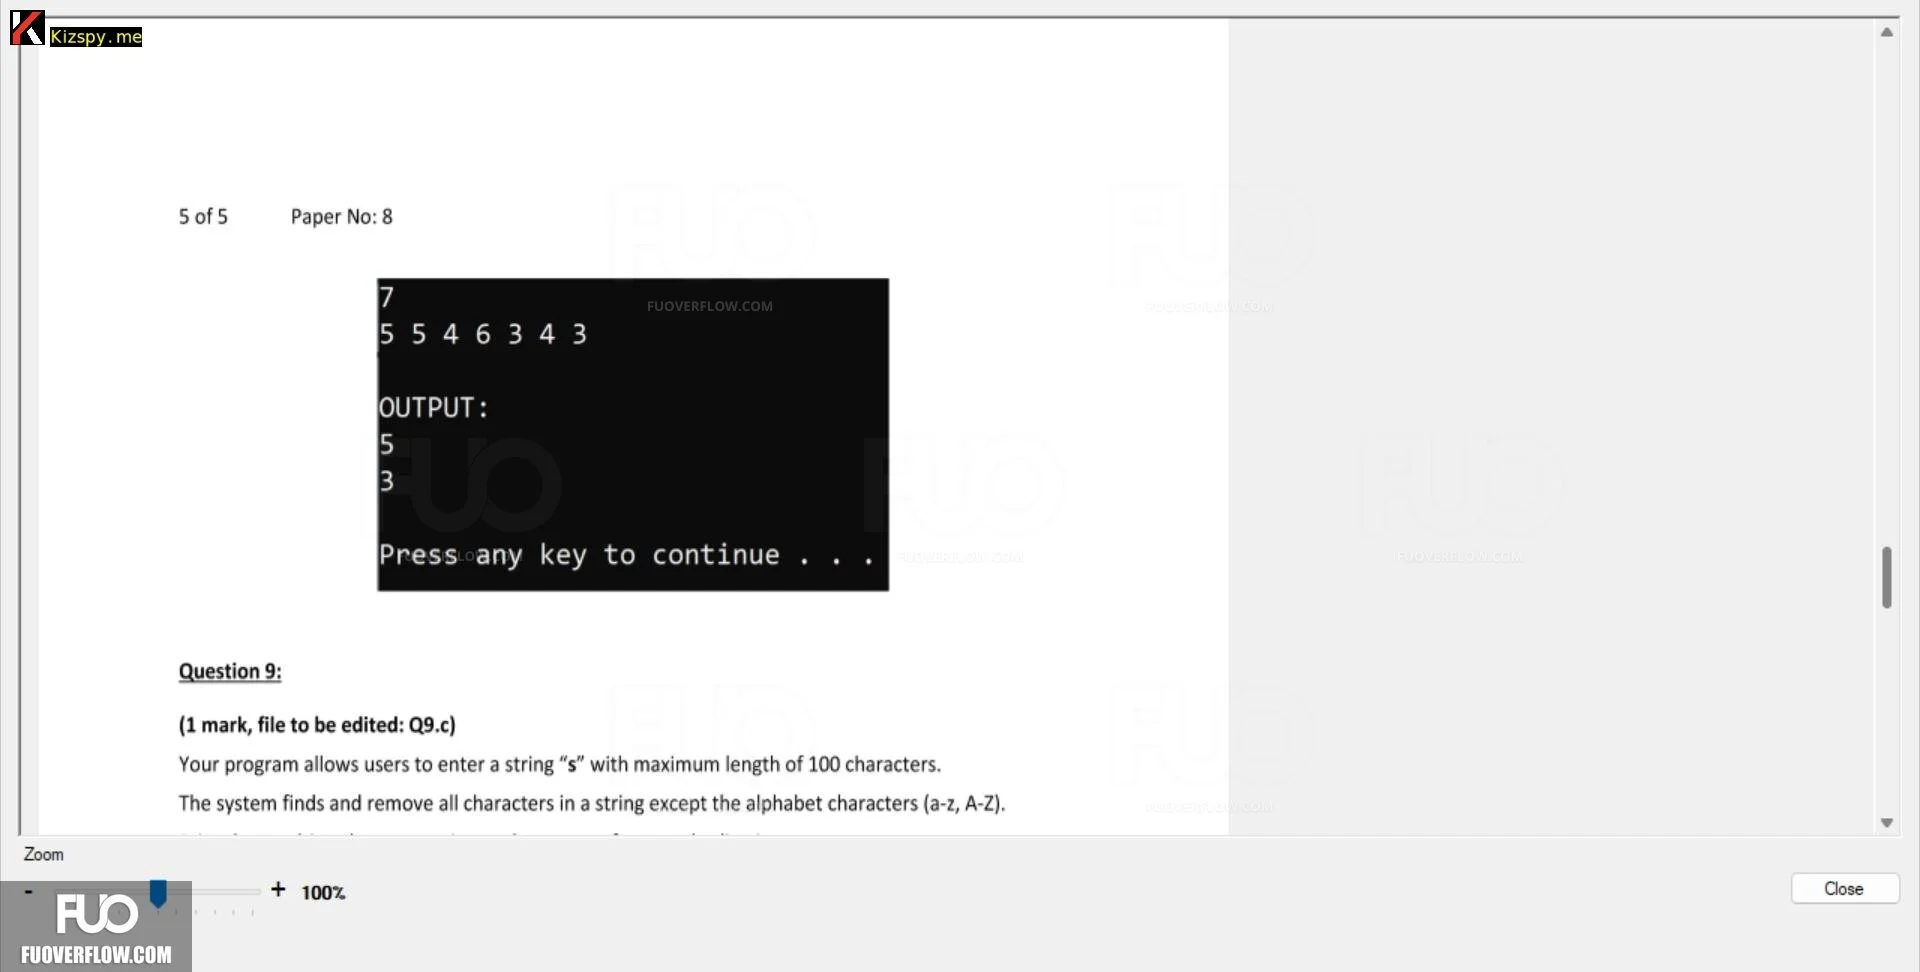 Kizspy.me
5 of 5 Paper No: 8
FUO
FUOVERFLOW.COM
7
5 5 4 6 3 4 3
OUTPUT:
5
3
Press any key to continue . . .
Question 9:
(1 mark, file to be edited: Q9.c)
Your program allows users to enter a string “s” with maximum length of 100 characters.
The system finds and remove all characters in a string except the alphabet characters (a-z, A-Z).
Zoom
- + 100%
Close
FUO
FUOVERFLOW.COM